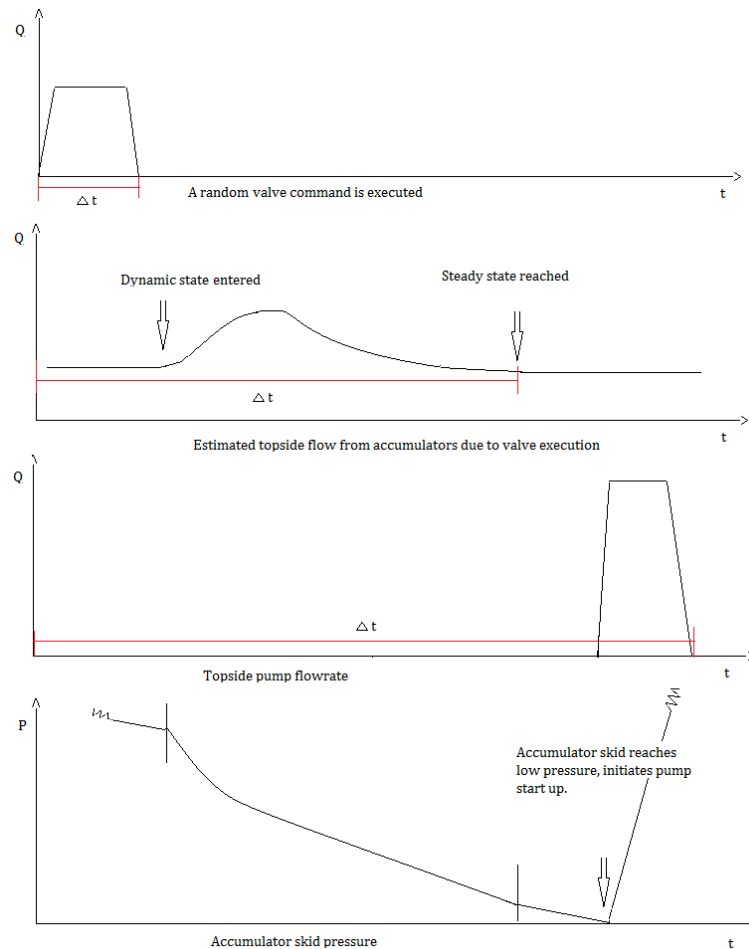 Q
A random valve command is executed
t
△ t
Q
Dynamic state entered
Steady state reached
△ t
t
Estimated topside flow from accumulators due to valve execution
Q
△ t
Topside pump flowrate
t
P
Accumulator skid reaches
low pressure, initiates pump
start up.
Accumulator skid pressure
t